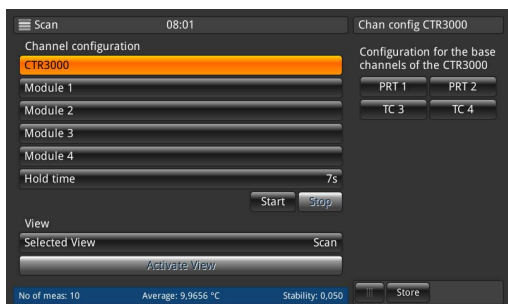 Scan 08:01
Channel configuration
CTR3000
Module 1
Module 2
Module 3
Module 4
Hold time 7s
Start Stop
View
Selected View Scan
Activate View
No of meas: 10 Average: 9,9656 °C Stability: 0,050
Chan config CTR3000
Configuration for the base
channels of the CTR3000
PRT 1 PRT 2
TC 3 TC 4
Store